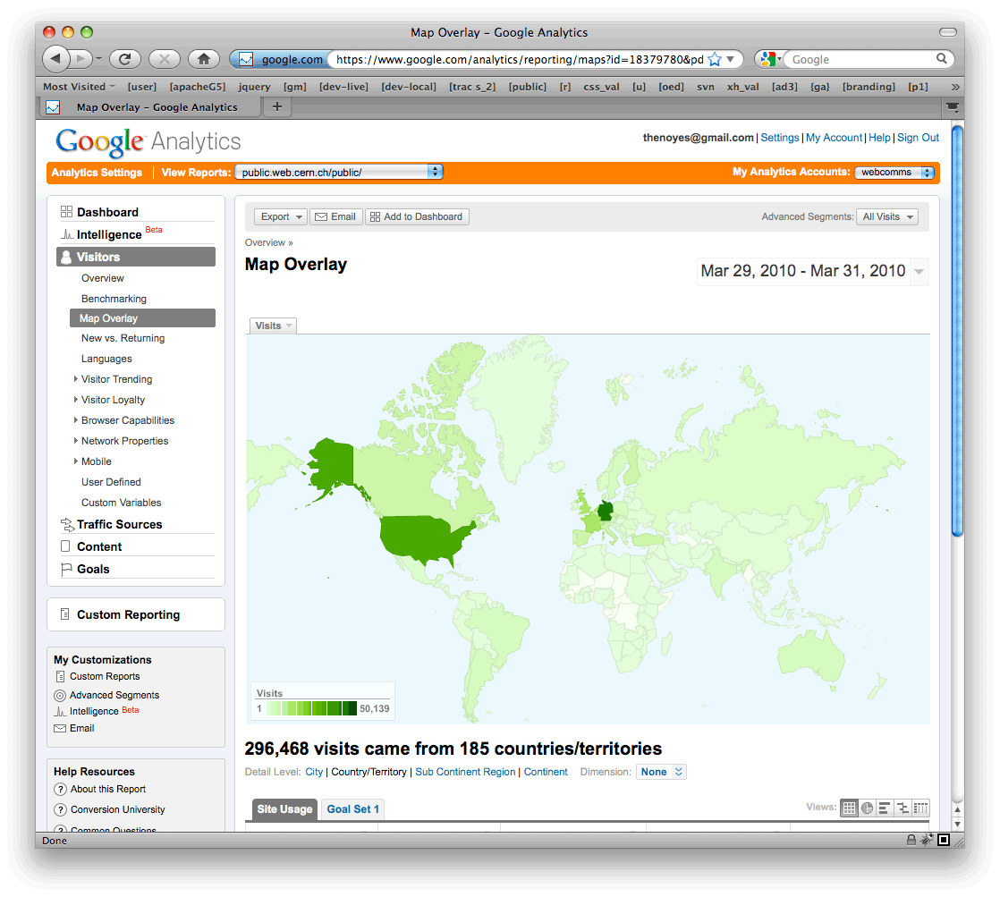 Map Overlay – Google Analytics
google.com https://www.google.com/analytics/reporting/maps?id=18379780&pd Google
Most Visited [user] [apacheG5] jquery [gm] [dev-live] [dev-local] [trac s_2] [public] [r] css_val [u] [oed] svn xh_val [ad3] {ga} [branding] [p1] »
Map Overlay – Google Analytics +
Google Analytics
thenoyes@gmail.com | Settings | My Account | Help | Sign Out
Analytics Settings | View Reports: public.web.cern.ch/public/ My Analytics Accounts: webcomms
Dashboard
Intelligence Beta
Visitors
Overview
Benchmarking
Map Overlay
New vs. Returning
Languages
Visitor Trending
Visitor Loyalty
Browser Capabilities
Network Properties
Mobile
User Defined
Custom Variables
Traffic Sources
Content
Goals
Custom Reporting
My Customizations
Custom Reports
Advanced Segments
Intelligence Beta
Email
Help Resources
? About this Report
? Conversion University
? Common Questions
Export Email Add to Dashboard Advanced Segments: All Visits
Overview »
Map Overlay
Mar 29, 2010 - Mar 31, 2010
Visits
Visits
1 50,139
296,468 visits came from 185 countries/territories
Detail Level: City | Country/Territory | Sub Continent Region | Continent Dimension: None
Site Usage Goal Set 1 Views:
Done